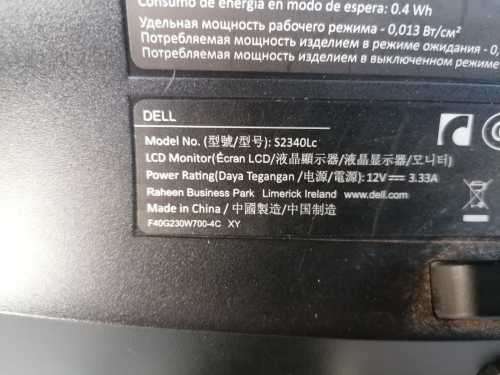 Consumo de energía en modo de espera: 0.4 Wh
Удельная мощность рабочего режима - 0,013 Вт/см²
Потребляемая мощность изделием в режиме ожидания - 0,
Потребляемая мощность изделием в выключенном режиме
DELL
Model No. (型號/型号): S2340Lc
LCD Monitor(Écran LCD/液晶顯示器/液晶显示器/모니터)
Power Rating(Daya Tegangan /电源/電源): 12V⎓ 3.33A
Raheen Business Park Limerick Ireland www.dell.com
Made in China / 中國製造/中国制造
F40G230W700-4C XY